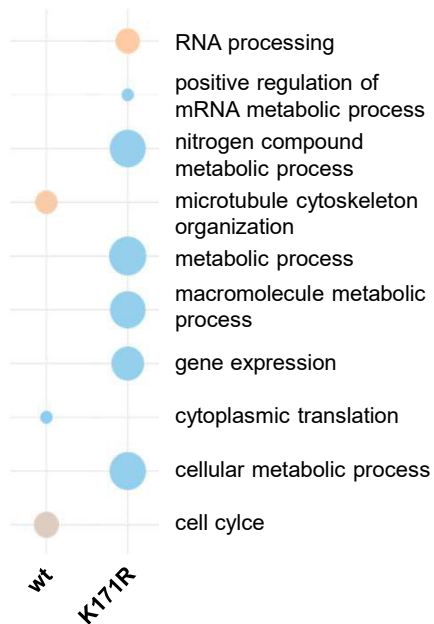 RNA processing
positive regulation of
mRNA metabolic process
nitrogen compound
metabolic process
microtubule cytoskeleton
organization
metabolic process
macromolecule metabolic
process
gene expression
cytoplasmic translation
cellular metabolic process
cell cylce
wt
K171R